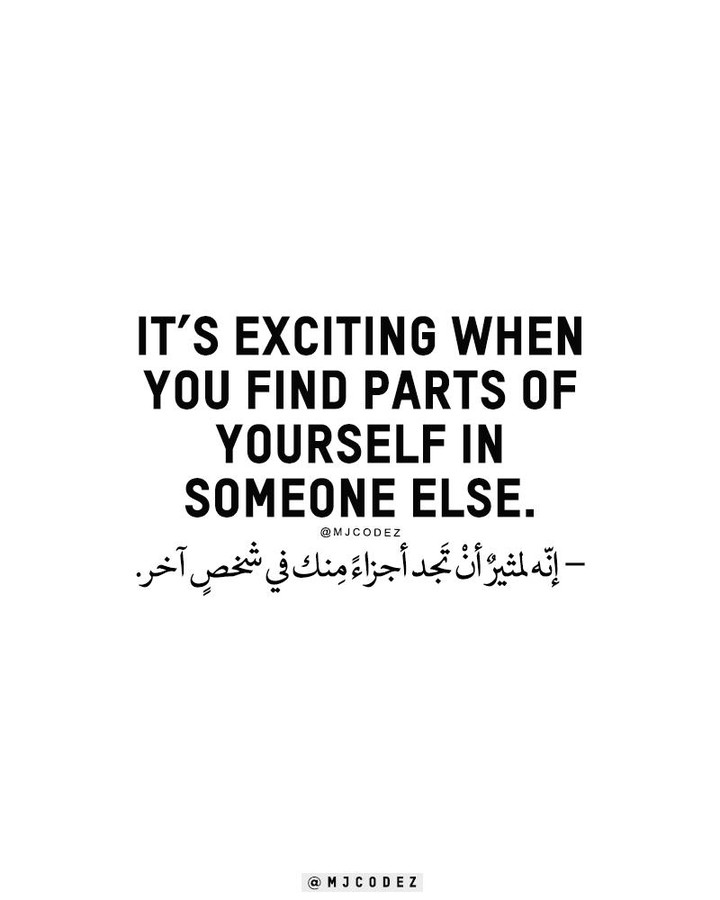 IT'S EXCITING WHEN
YOU FIND PARTS OF
YOURSELF IN
SOMEONE ELSE.
@MJCODEZ
– إنّه لمثيرٌ أنْ تَجد أجزاءً مِنك في شخصٍ آخر.
@MJCODEZ